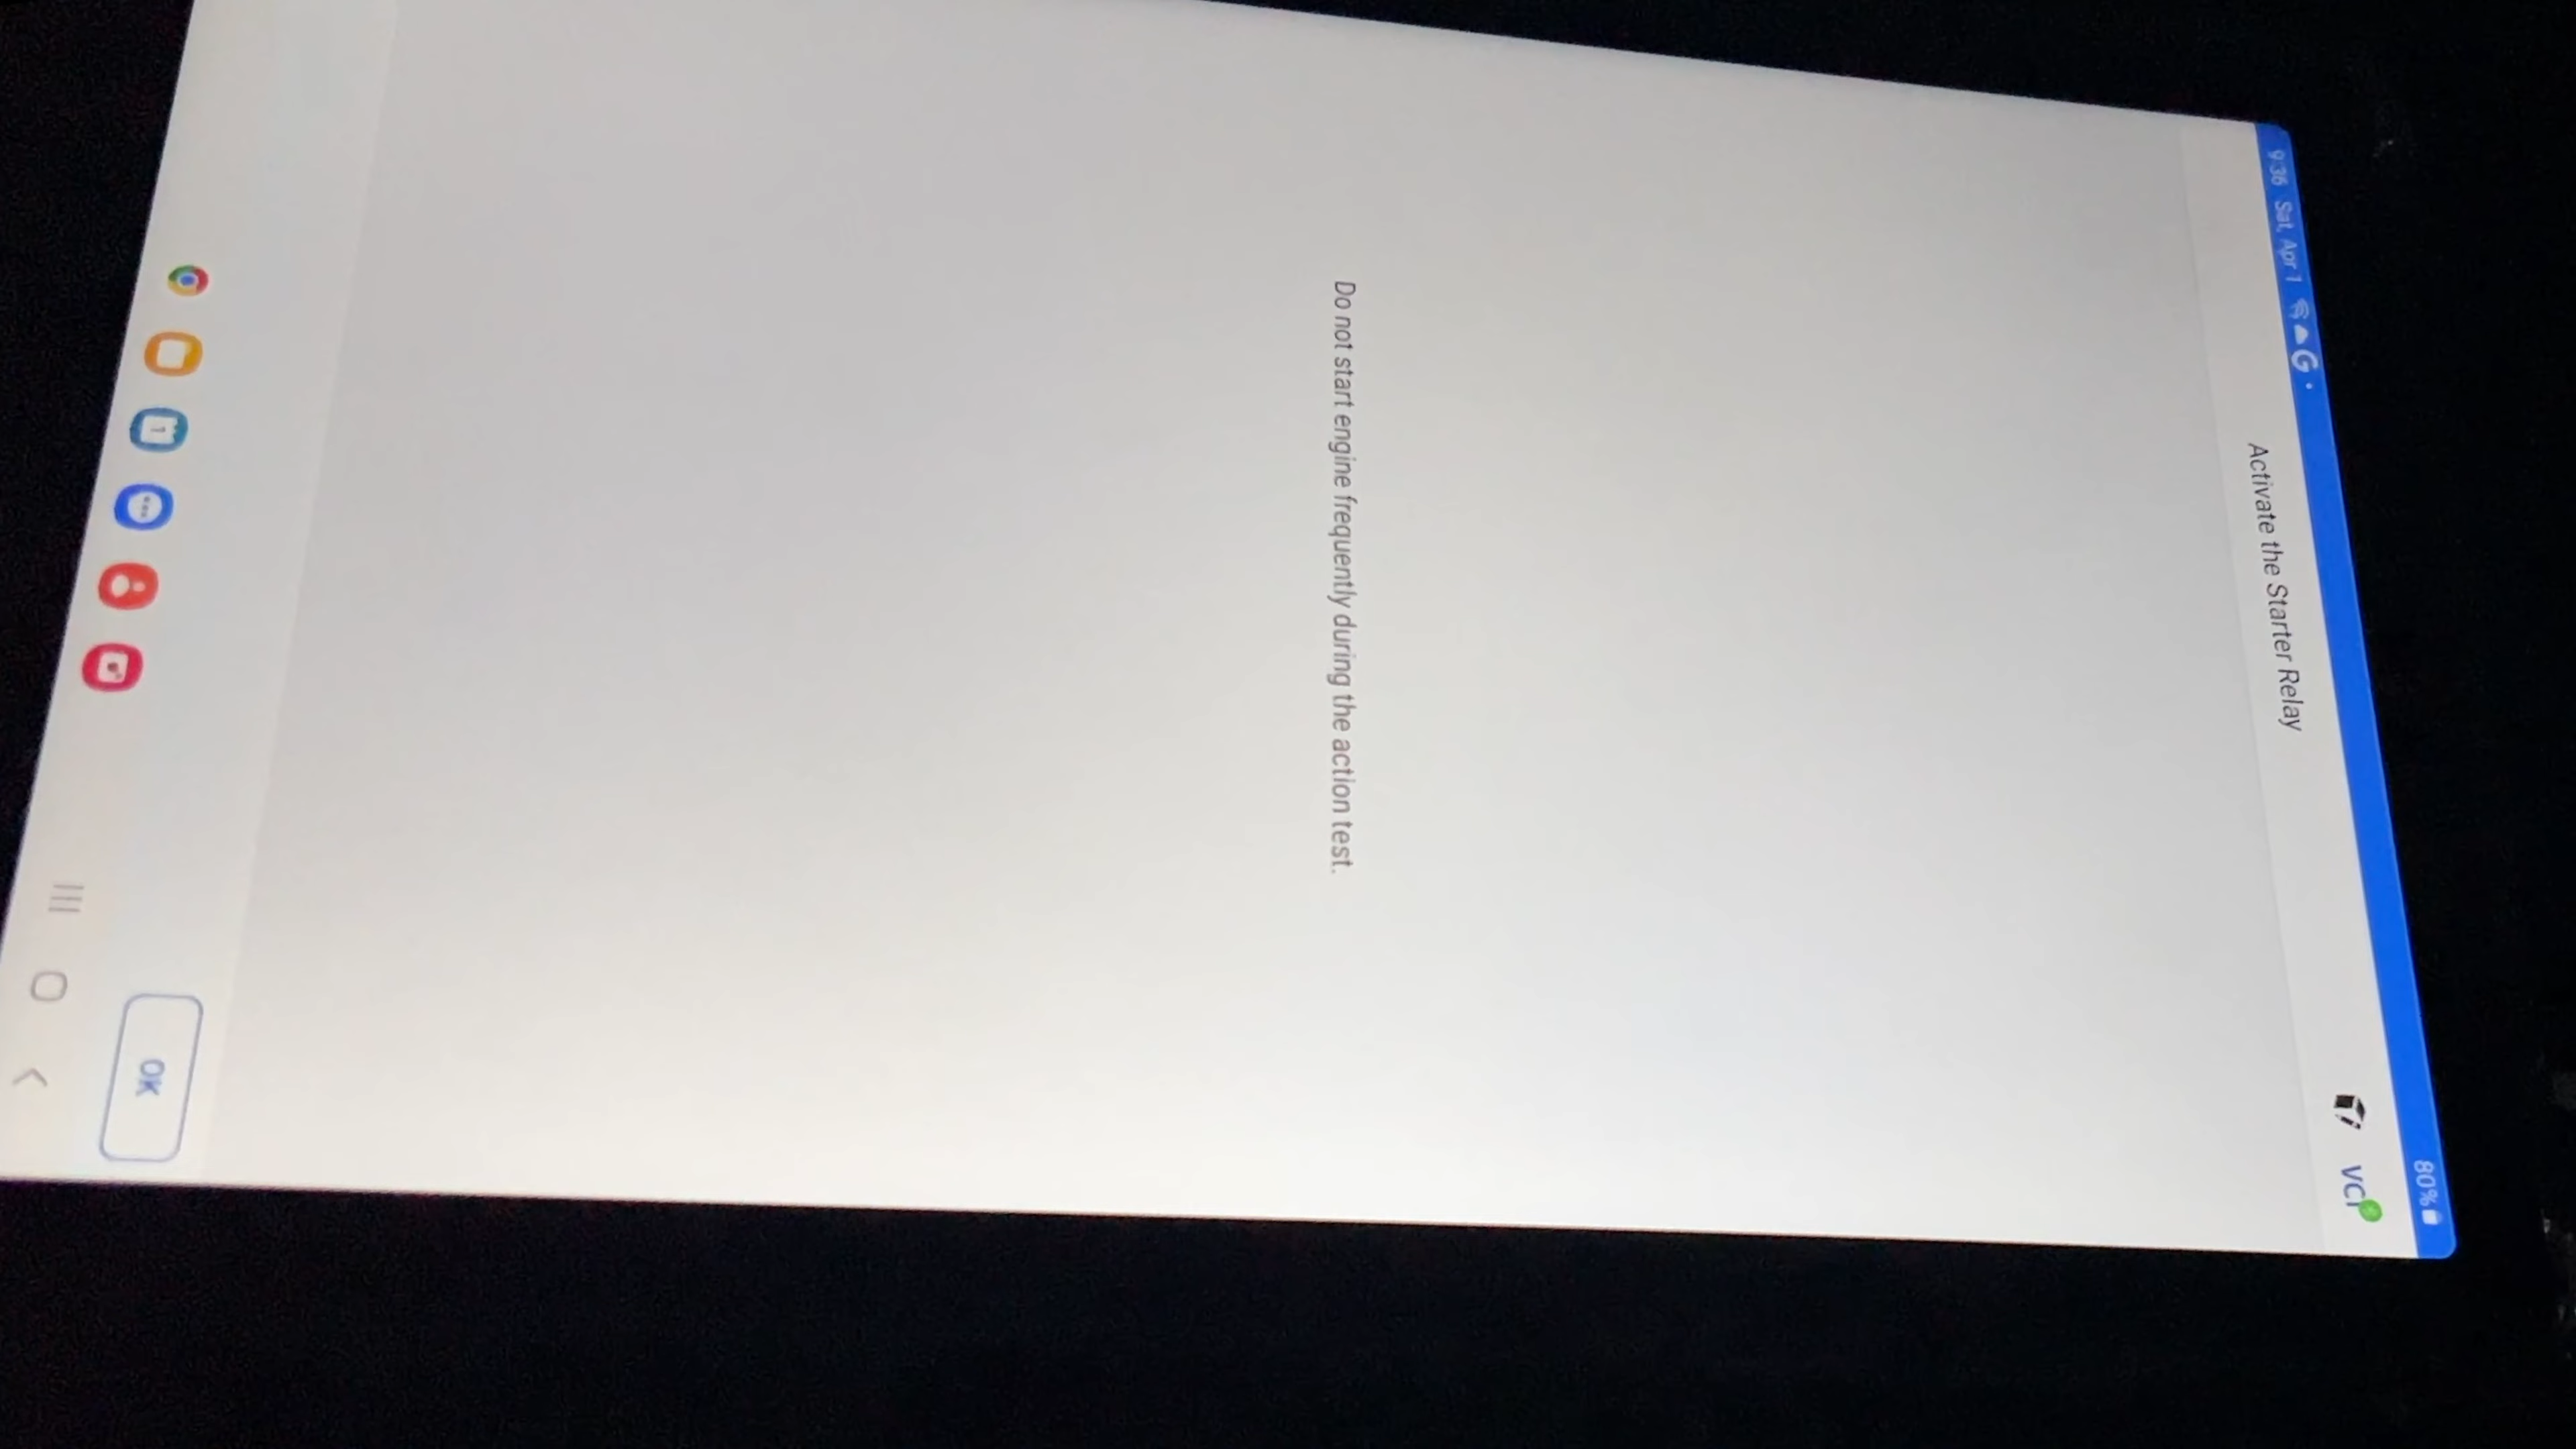 9:36 Sat, Apr 1 G 80%
Activate the Starter Relay
VCI
Do not start engine frequently during the action test.
1
OK